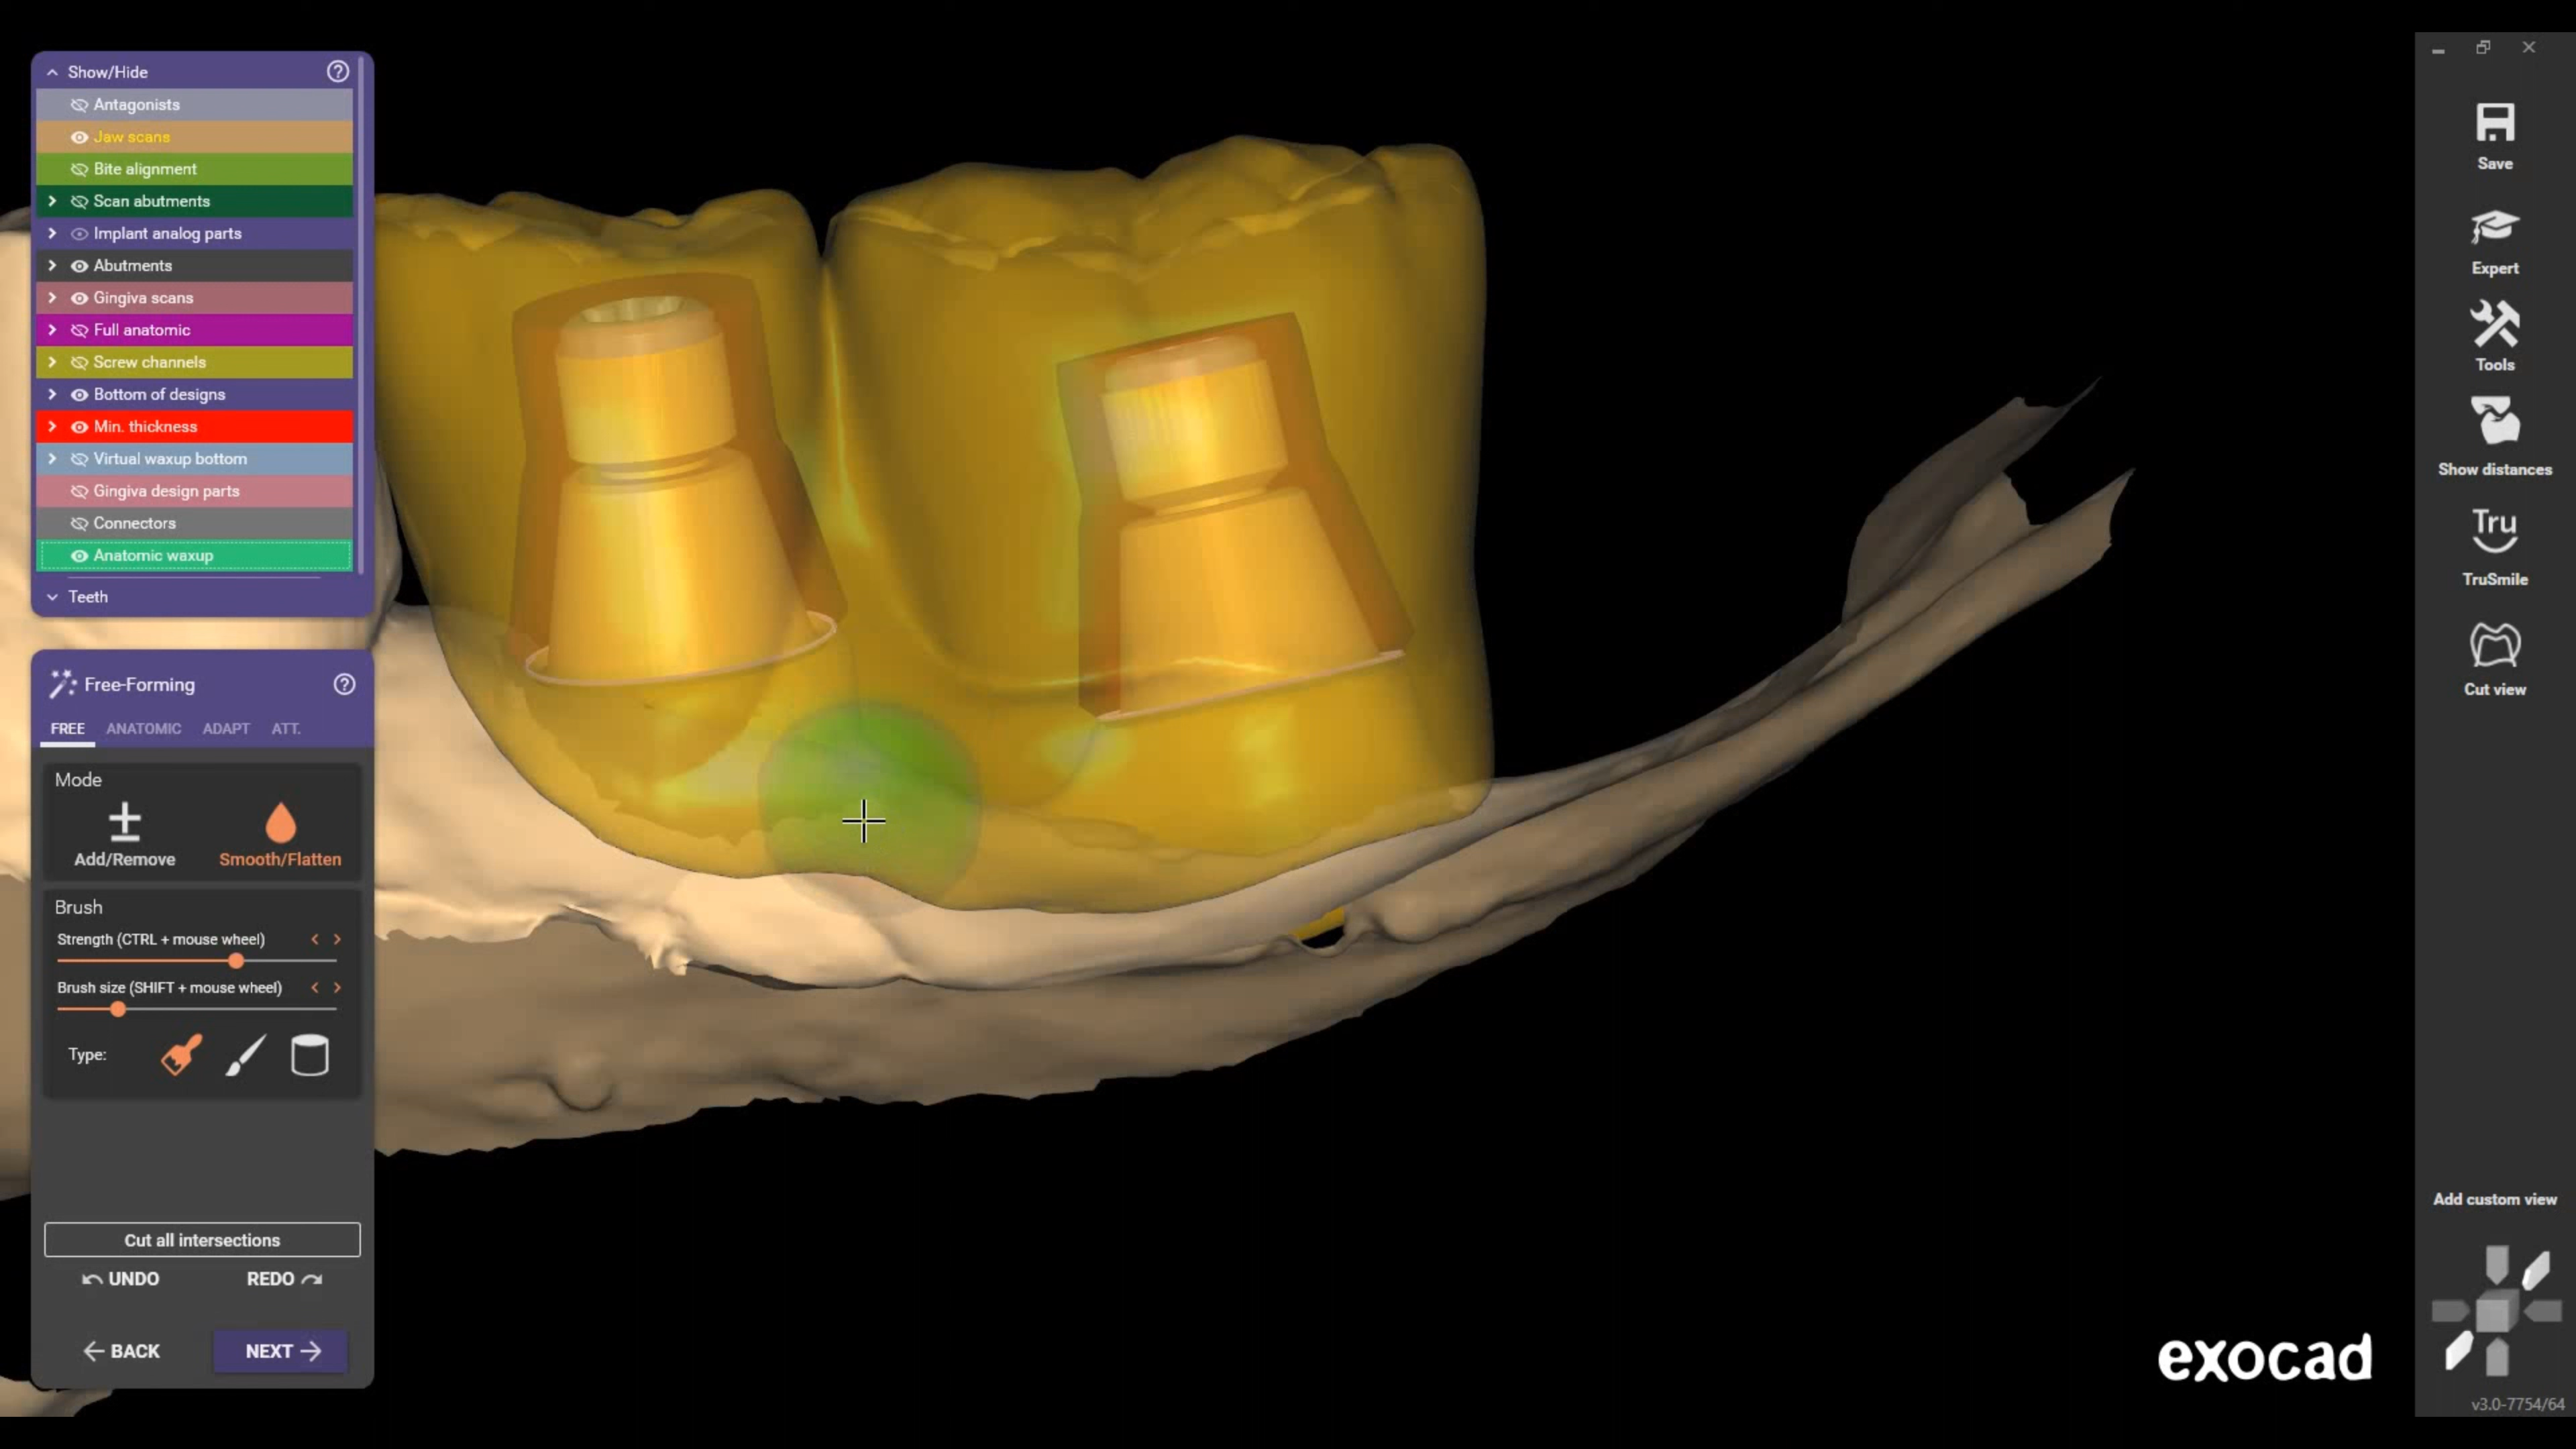 Show/Hide
Antagonists
Jaw scans
Bite alignment
Scan abutments
Implant analog parts
Abutments
Gingiva scans
Full anatomic
Screw channels
Bottom of designs
Min. thickness
Virtual waxup bottom
Gingiva design parts
Connectors
Anatomic waxup
Teeth
Free-Forming
FREE ANATOMIC ADAPT ATT.
Mode
Add/Remove Smooth/Flatten
Brush
Strength (CTRL + mouse wheel)
Brush size (SHIFT + mouse wheel)
Type:
Cut all intersections
UNDO REDO
BACK NEXT
Save
Expert
Tools
Show distances
Tru
TruSmile
Cut view
Add custom view
exocad
v3.0-7754/64